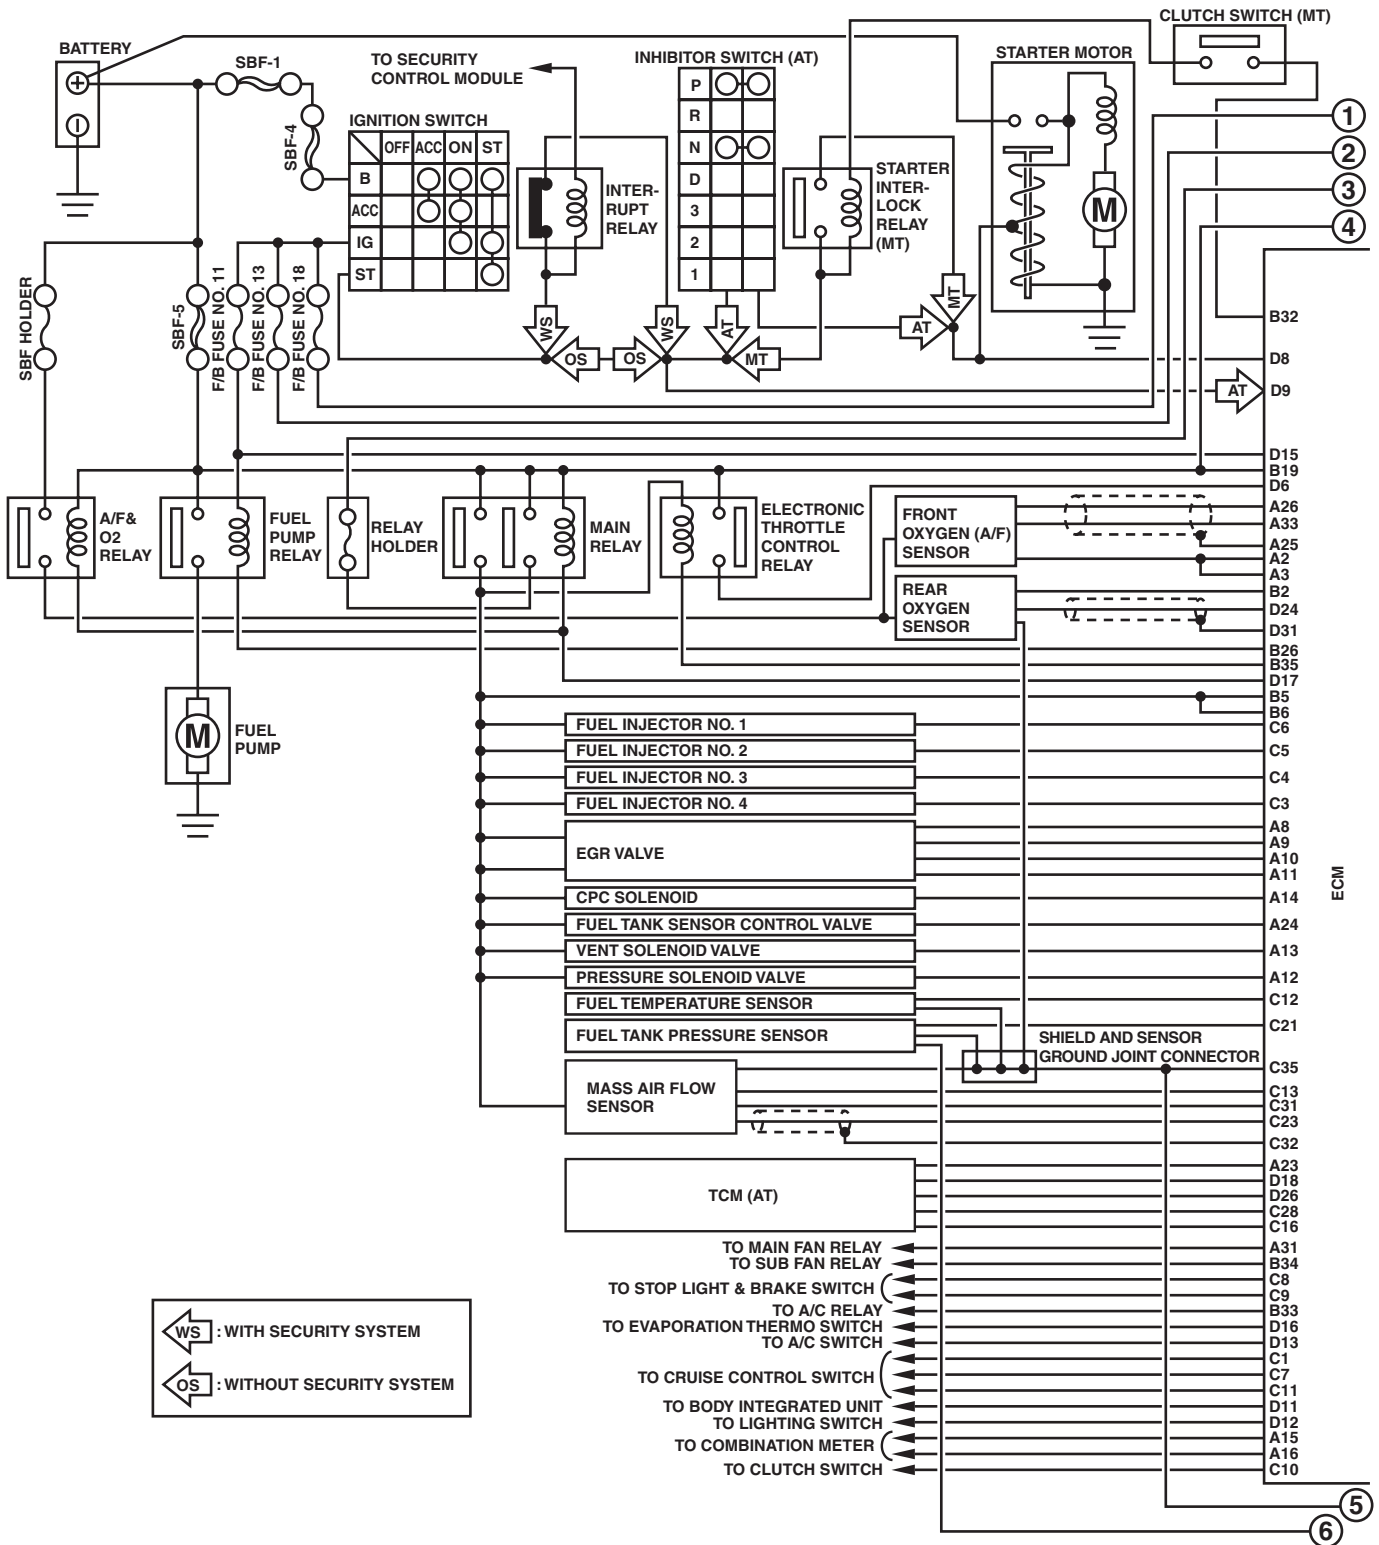 CLUTCH SWITCH (MT)
BATTERY
SBF-1
TO SECURITY
CONTROL MODULE
INHIBITOR SWITCH (AT)
STARTER MOTOR
P
R
N
D
3
2
1
IGNITION SWITCH
OFF ACC ON ST
B
ACC
IG
ST
SBF-4
INTER-
RUPT
RELAY
STARTER
INTER-
LOCK
RELAY
(MT)
M
1
2
3
4
SBF HOLDER
SBF-5
F/B FUSE NO. 11
F/B FUSE NO. 13
F/B FUSE NO. 18
WS
OS
OS
WS
AT
MT
AT
MT
AT
B32
D8
D9
D15
B19
D6
A26
A33
A25
A2
A3
B2
D24
D31
B26
B35
D17
B5
B6
C6
C5
C4
C3
A8
A9
A10
A11
A14
A24
A13
A12
C12
C21
C35
C13
C31
C23
C32
A23
D18
D26
C28
C16
A31
B34
C8
C9
B33
D16
D13
C1
C7
C11
D11
D12
A15
A16
C10
ECM
A/F&
O2
RELAY
FUEL
PUMP
RELAY
RELAY
HOLDER
MAIN
RELAY
ELECTRONIC
THROTTLE
CONTROL
RELAY
FRONT
OXYGEN (A/F)
SENSOR
REAR
OXYGEN
SENSOR
M
FUEL
PUMP
FUEL INJECTOR NO. 1
FUEL INJECTOR NO. 2
FUEL INJECTOR NO. 3
FUEL INJECTOR NO. 4
EGR VALVE
CPC SOLENOID
FUEL TANK SENSOR CONTROL VALVE
VENT SOLENOID VALVE
PRESSURE SOLENOID VALVE
FUEL TEMPERATURE SENSOR
FUEL TANK PRESSURE SENSOR
SHIELD AND SENSOR
GROUND JOINT CONNECTOR
MASS AIR FLOW
SENSOR
TCM (AT)
TO MAIN FAN RELAY
TO SUB FAN RELAY
TO STOP LIGHT & BRAKE SWITCH
TO A/C RELAY
TO EVAPORATION THERMO SWITCH
TO A/C SWITCH
TO CRUISE CONTROL SWITCH
TO BODY INTEGRATED UNIT
TO LIGHTING SWITCH
TO COMBINATION METER
TO CLUTCH SWITCH
WS : WITH SECURITY SYSTEM
OS : WITHOUT SECURITY SYSTEM
5
6